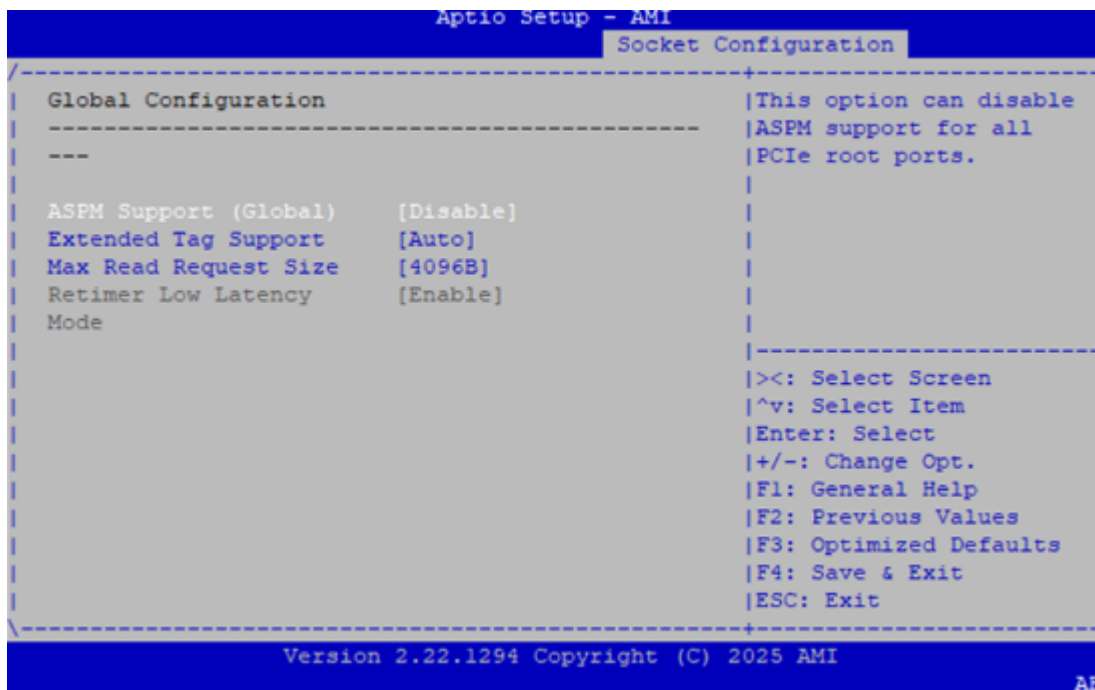 Aptio Setup - AMI
Socket Configuration
Global Configuration
This option can disable
ASPM support for all
PCIe root ports.
ASPM Support (Global) [Disable]
Extended Tag Support [Auto]
Max Read Request Size [4096B]
Retimer Low Latency [Enable]
Mode
><: Select Screen
^v: Select Item
Enter: Select
+/-: Change Opt.
F1: General Help
F2: Previous Values
F3: Optimized Defaults
F4: Save & Exit
ESC: Exit
Version 2.22.1294 Copyright (C) 2025 AMI